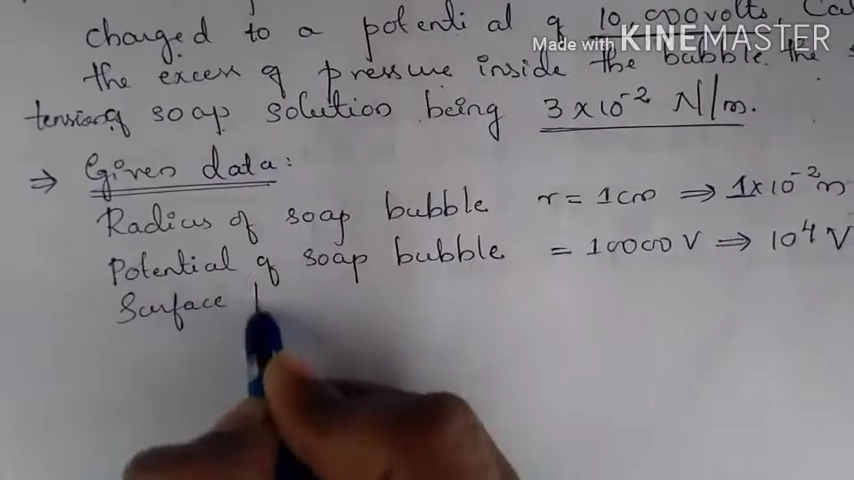 charged to a potential of 10,000 volts. Cal
Made with KINEMASTER
the excess of pressure inside the bubble the s
tension of soap solution being 3 x 10⁻² N/m.
⇒ Given data:
Radius of soap bubble r = 1cm ⇒ 1x10⁻² m
Potential of soap bubble = 10000 V ⇒ 10⁴ V
Surface